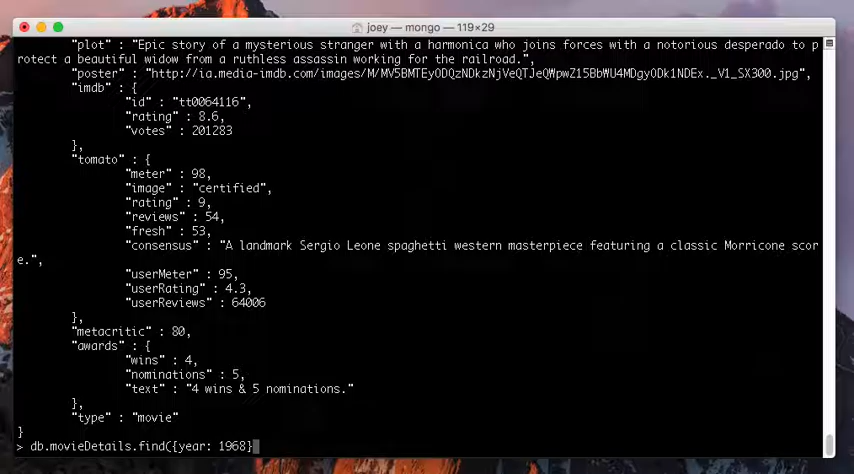 joey — mongo — 119×29
"plot" : "Epic story of a mysterious stranger with a harmonica who joins forces with a notorious desperado to p
rotect a beautiful widow from a ruthless assassin working for the railroad.",
"poster" : "http://ia.media-imdb.com/images/M/MV5BMTEyODQzNDkzNjVeQTJeQWpwZ15BbWU4MDgyODk1NDEx._V1_SX300.jpg",
"imdb" : {
"id" : "tt0064116",
"rating" : 8.6,
"votes" : 201283
},
"tomato" : {
"meter" : 98,
"image" : "certified",
"rating" : 9,
"reviews" : 54,
"fresh" : 53,
"consensus" : "A landmark Sergio Leone spaghetti western masterpiece featuring a classic Morricone scor
e.",
"userMeter" : 95,
"userRating" : 4.3,
"userReviews" : 64006
},
"metacritic" : 80,
"awards" : {
"wins" : 4,
"nominations" : 5,
"text" : "4 wins & 5 nominations."
},
"type" : "movie"
}
> db.movieDetails.find({year: 1968}